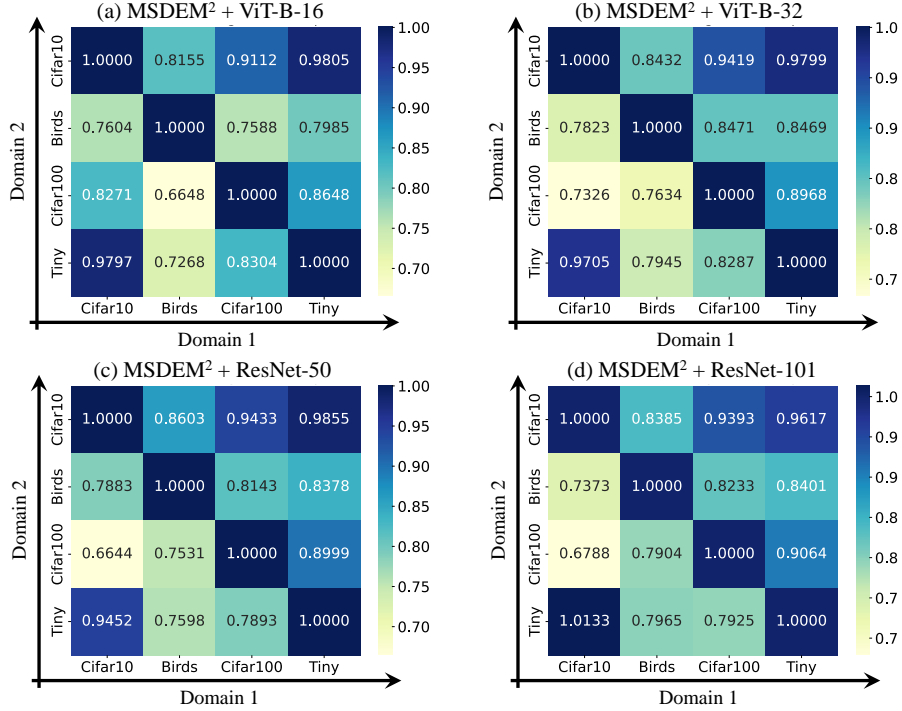 (a) MSDEM² + ViT-B-16
Domain 2
Cifar10 1.0000 0.8155 0.9112 0.9805
Birds 0.7604 1.0000 0.7588 0.7985
Cifar100 0.8271 0.6648 1.0000 0.8648
Tiny 0.9797 0.7268 0.8304 1.0000
Cifar10 Birds Cifar100 Tiny
Domain 1
1.00
0.95
0.90
0.85
0.80
0.75
0.70
(b) MSDEM² + ViT-B-32
Domain 2
Cifar10 1.0000 0.8432 0.9419 0.9799
Birds 0.7823 1.0000 0.8471 0.8469
Cifar100 0.7326 0.7634 1.0000 0.8968
Tiny 0.9705 0.7945 0.8287 1.0000
Cifar10 Birds Cifar100 Tiny
Domain 1
1.0
0.9
0.9
0.8
0.8
0.7
(c) MSDEM² + ResNet-50
Domain 2
Cifar10 1.0000 0.8603 0.9433 0.9855
Birds 0.7883 1.0000 0.8143 0.8378
Cifar100 0.6644 0.7531 1.0000 0.8999
Tiny 0.9452 0.7598 0.7893 1.0000
Cifar10 Birds Cifar100 Tiny
Domain 1
1.00
0.95
0.90
0.85
0.80
0.75
0.70
(d) MSDEM² + ResNet-101
Domain 2
Cifar10 1.0000 0.8385 0.9393 0.9617
Birds 0.7373 1.0000 0.8233 0.8401
Cifar100 0.6788 0.7904 1.0000 0.9064
Tiny 1.0133 0.7965 0.7925 1.0000
Cifar10 Birds Cifar100 Tiny
Domain 1
1.0
0.9
0.9
0.8
0.8
0.7
0.7